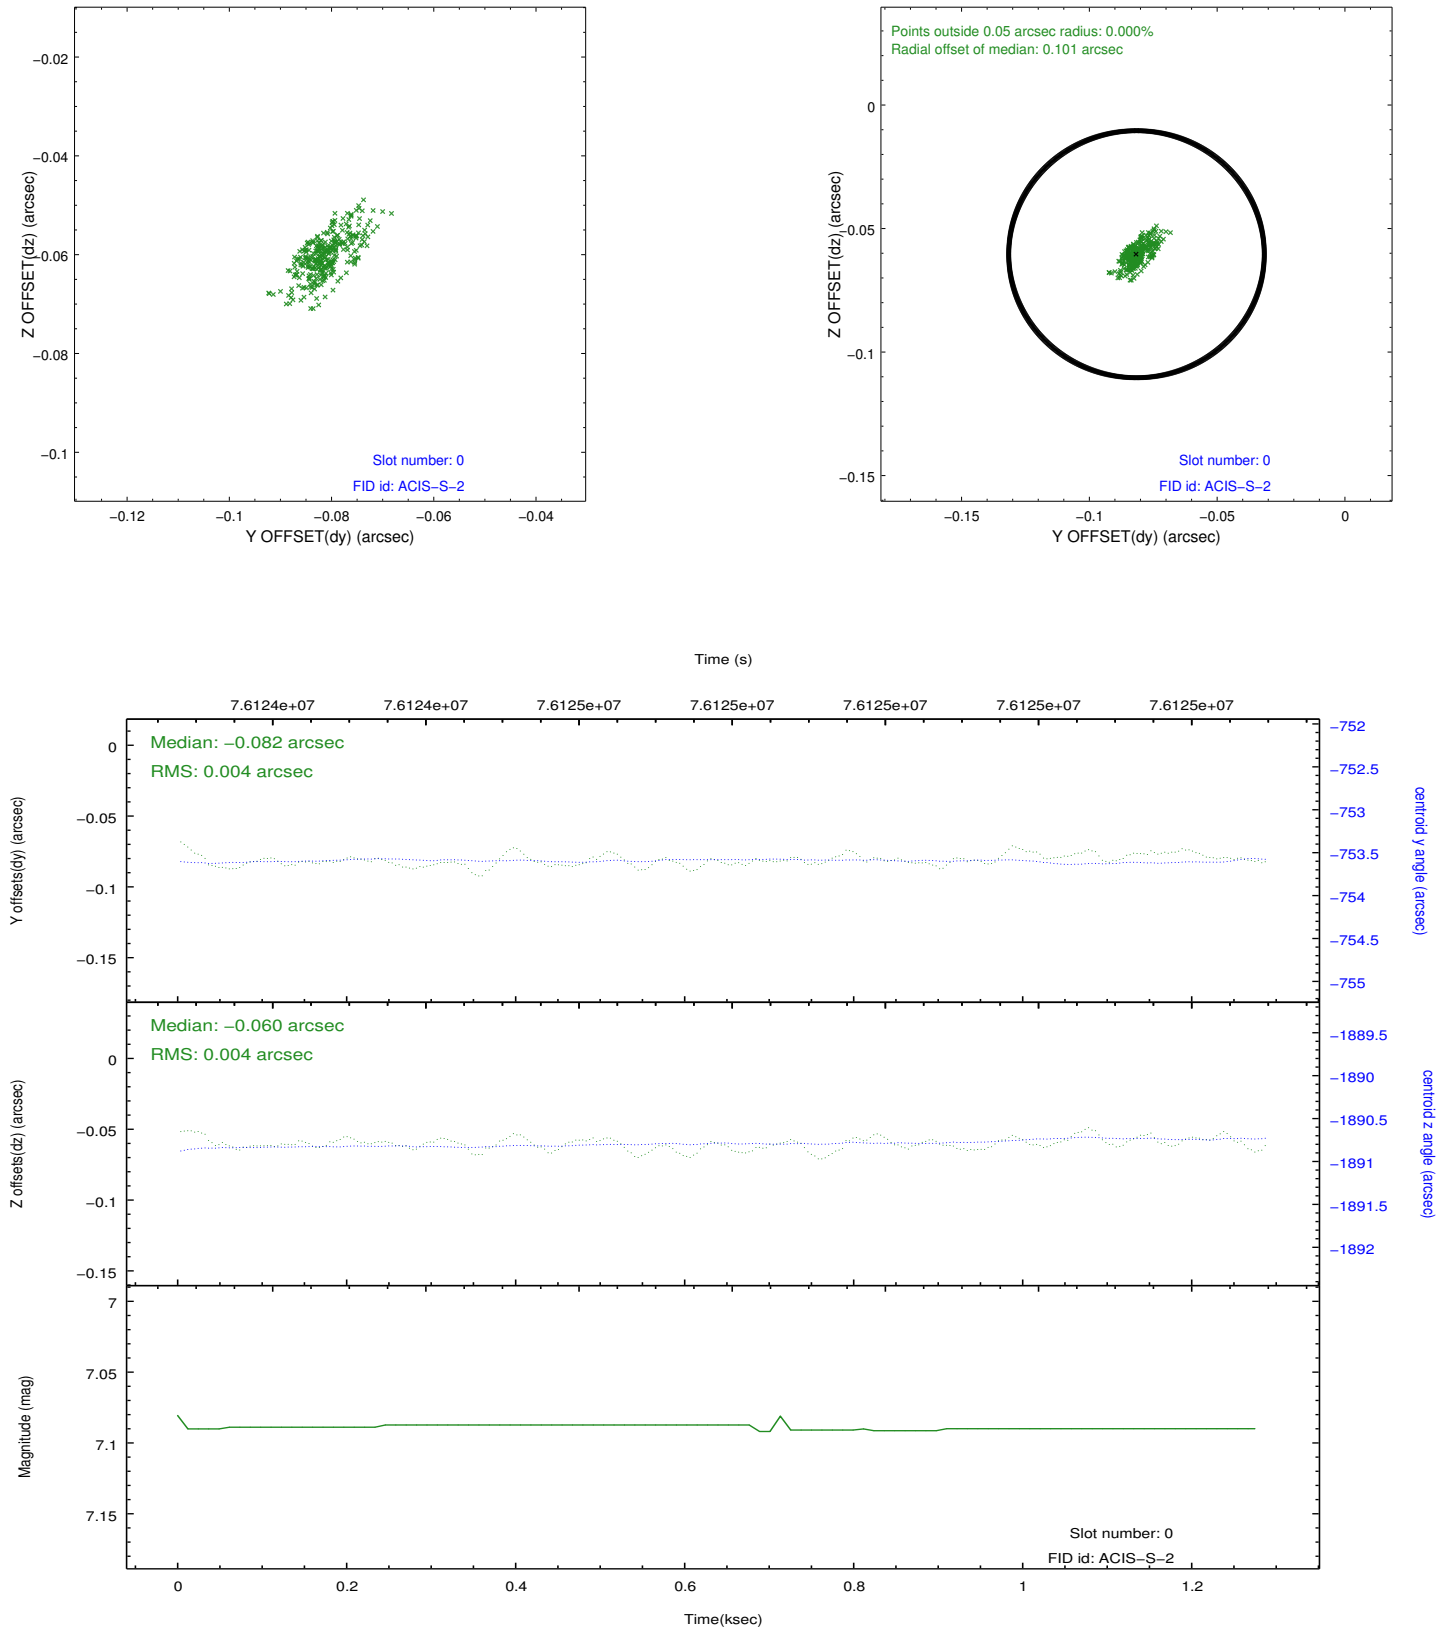 −0.02
−0.04
−0.06
−0.08
−0.1
Z OFFSET(dz) (arcsec)
Slot number: 0
FID id: ACIS−S−2
−0.12
−0.1
−0.08
−0.06
−0.04
Y OFFSET(dy) (arcsec)
Points outside 0.05 arcsec radius: 0.000%
Radial offset of median: 0.101 arcsec
0
−0.05
−0.1
−0.15
Z OFFSET(dz) (arcsec)
Slot number: 0
FID id: ACIS−S−2
−0.15
−0.1
−0.05
0
Y OFFSET(dy) (arcsec)
Time (s)
7.6124e+07
7.6124e+07
7.6125e+07
7.6125e+07
7.6125e+07
7.6125e+07
7.6125e+07
Median: −0.082 arcsec
RMS: 0.004 arcsec
0
−0.05
−0.1
−0.15
Y offsets(dy) (arcsec)
−752
−752.5
−753
−753.5
−754
−754.5
−755
centroid y angle (arcsec)
Median: −0.060 arcsec
RMS: 0.004 arcsec
0
−0.05
−0.1
−0.15
Z offsets(dz) (arcsec)
−1889.5
−1890
−1890.5
−1891
−1891.5
−1892
centroid z angle (arcsec)
7
7.05
7.1
7.15
Magnitude (mag)
Slot number: 0
FID id: ACIS−S−2
0
0.2
0.4
0.6
0.8
1
1.2
Time(ksec)